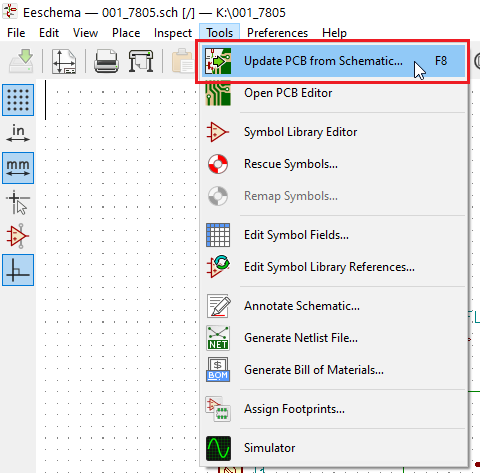 Eeschema — 001_7805.sch [/] — K:\001_7805
File Edit View Place Inspect Tools Preferences Help
Update PCB from Schematic... F8
Open PCB Editor
in
Symbol Library Editor
mm
Rescue Symbols...
Remap Symbols...
Edit Symbol Fields...
Edit Symbol Library References...
Annotate Schematic...
NET
Generate Netlist File...
$
BOM
Generate Bill of Materials...
Assign Footprints...
Simulator